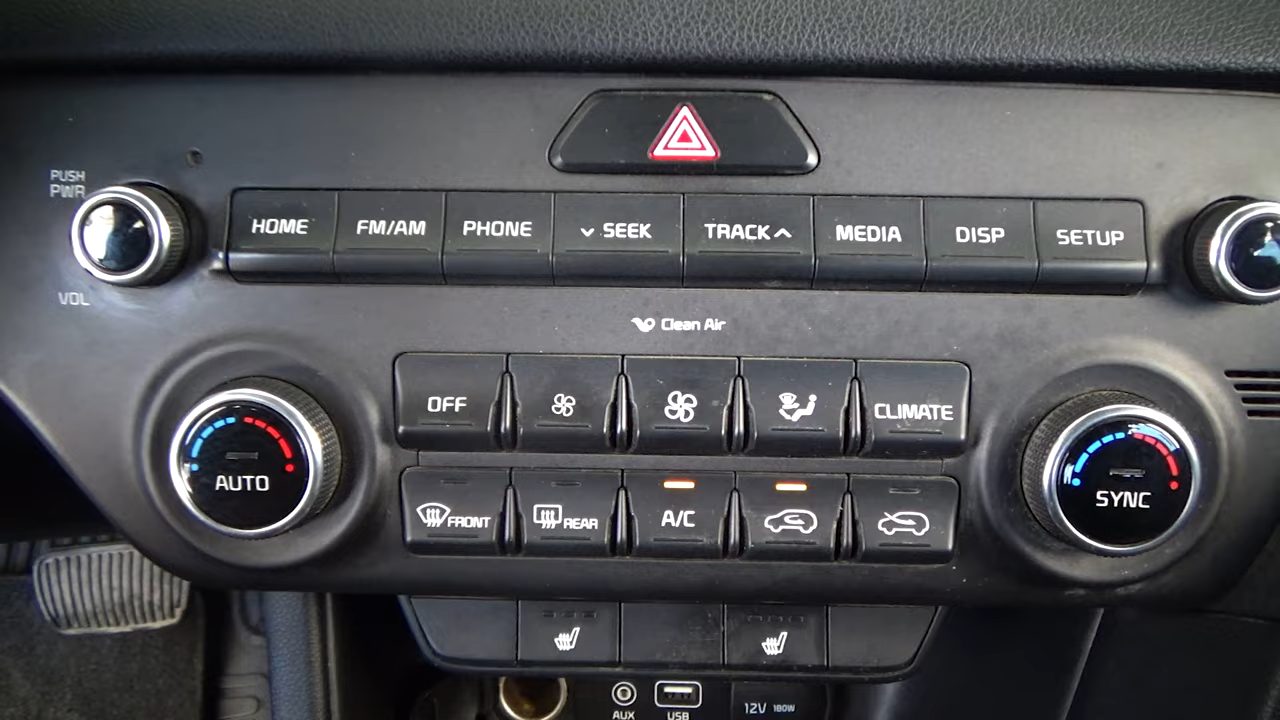 PUSH
PWR
VOL
HOME
FM/AM
PHONE
SEEK
TRACK
MEDIA
DISP
SETUP
Clean Air
OFF
CLIMATE
AUTO
FRONT
REAR
A/C
SYNC
AUX
USB
12V 180W